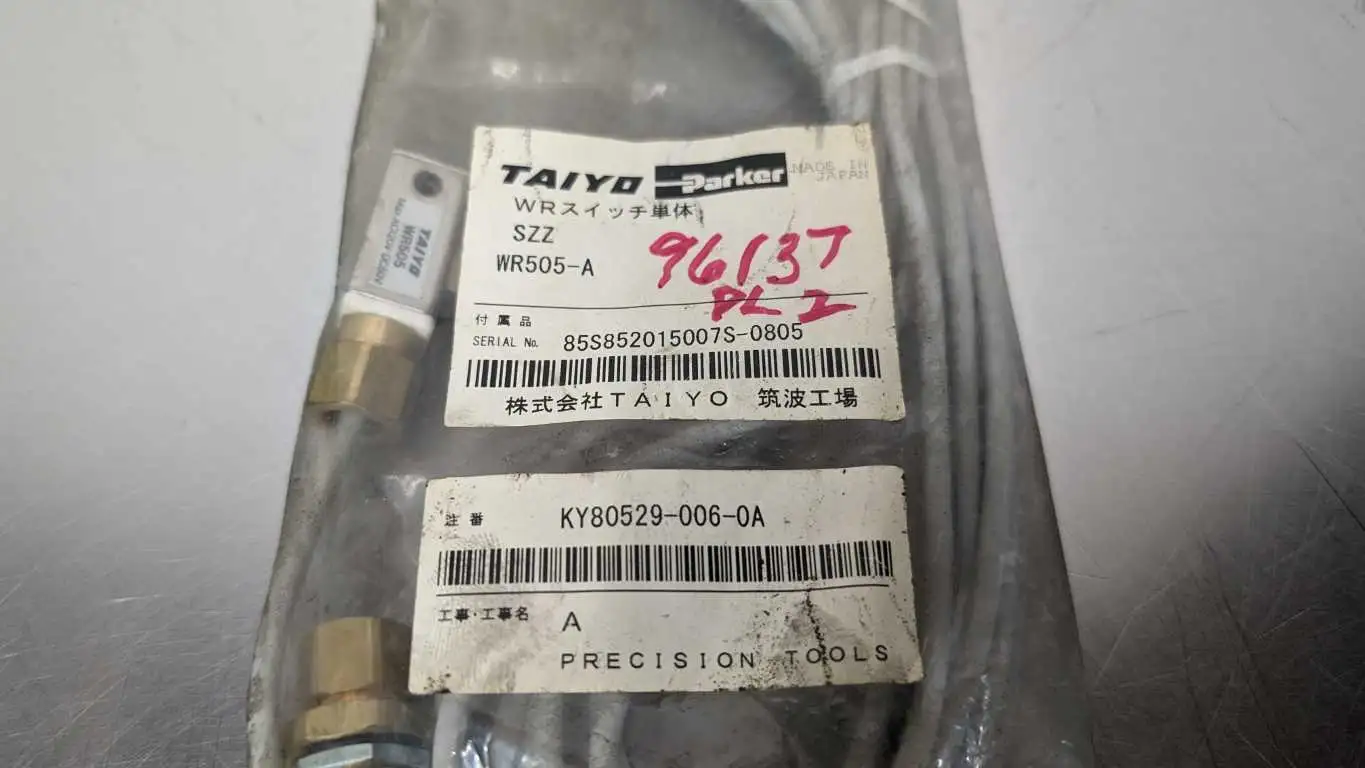 TAIYO Parker MADE IN
JAPAN
WRスイッチ単体
SZZ
WR505-A
96137
PL 2
付属品
SERIAL No. 85S852015007S-0805
株式会社TAIYO 筑波工場
注番 KY80529-006-0A
工事・工事名 A
PRECISION TOOLS
TAIYO
WR505